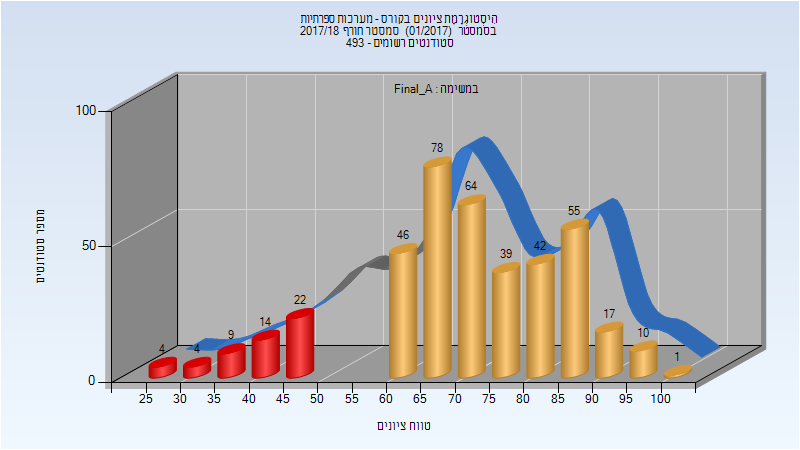 היסטוגרמת ציונים בקורס - מערכות ספרתיות
בסמסטר (01/2017) סמסטר חורף 2017/18
סטודנטים רשומים - 493
במשימה : Final_A
מספר סטודנטים
100
50
0
4
4
9
14
22
46
78
64
39
42
55
17
10
1
25 30 35 40 45 50 55 60 65 70 75 80 85 90 95 100
טווח ציונים